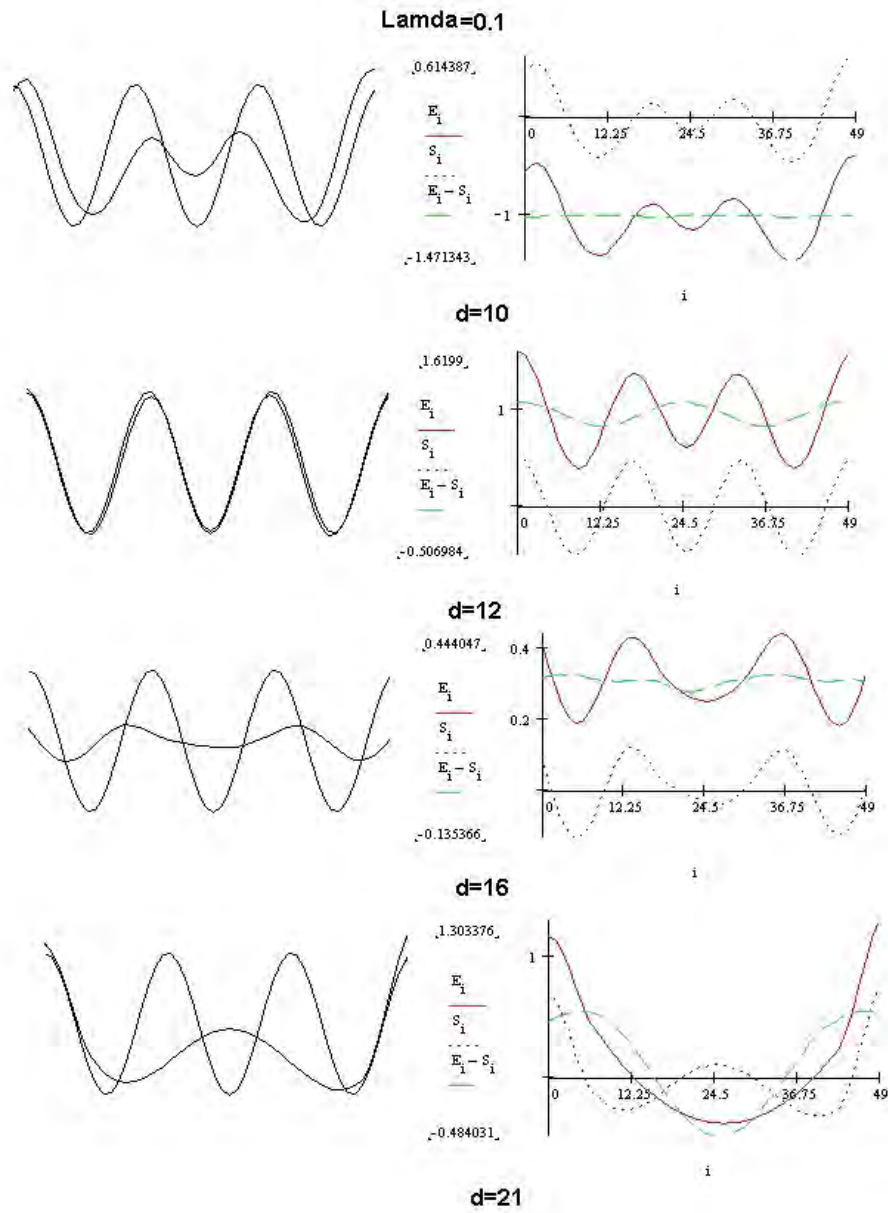 Lamda=0.1
0.614387
E_i
S_i
E_i − S_i
-1.471343
0 12.25 24.5 36.75 49
-1
i
d=10
1.6199
E_i
S_i
E_i − S_i
-0.506984
1
0 12.25 24.5 36.75 49
i
d=12
0.444047
E_i
S_i
E_i − S_i
-0.135366
0.4
0.2
0 12.25 24.5 36.75 49
i
d=16
1.303376
E_i
S_i
E_i − S_i
-0.484031
1
0 12.25 24.5 36.75 49
i
d=21